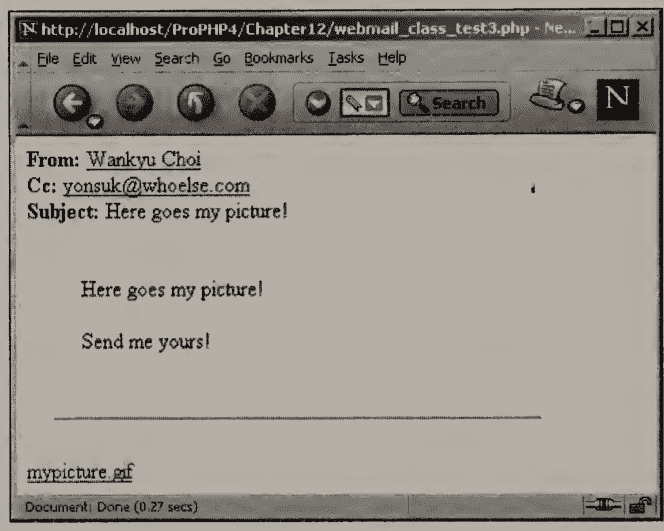 N http://localhost/ProPHP4/Chapter12/webmail_class_test3.php - Ne...
File Edit View Search Go Bookmarks Tasks Help
Search
N
From: Wankyu Choi
Cc: yonsuk@whoelse.com
Subject: Here goes my picture!
Here goes my picture!
Send me yours!
mypicture.gif
Document: Done (0.27 secs)